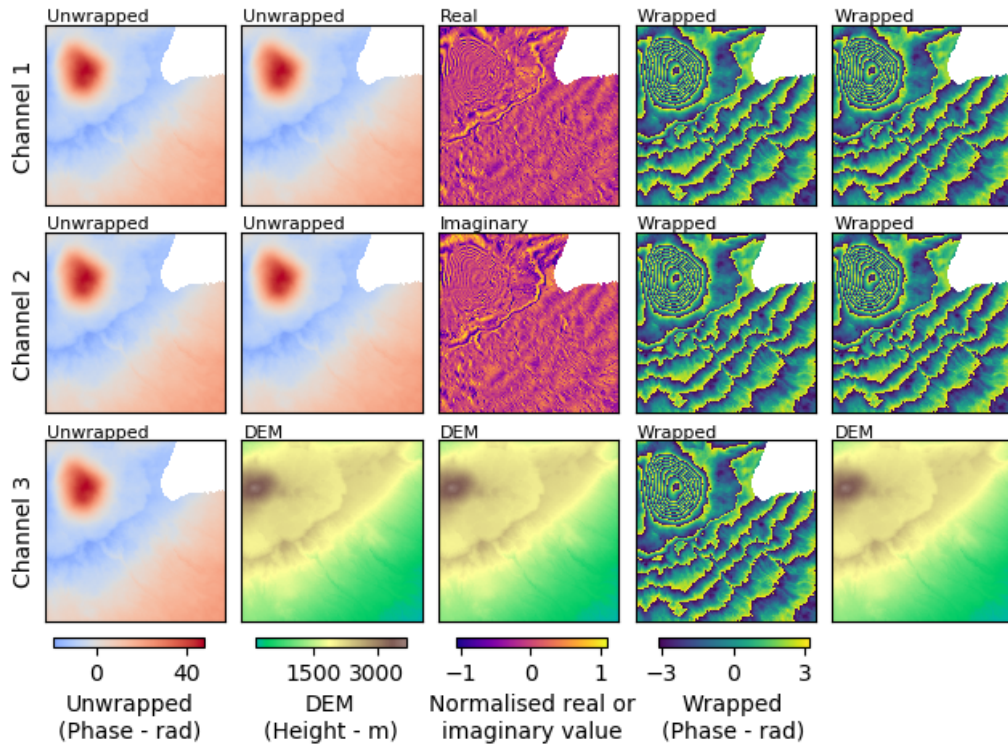 Unwrapped Unwrapped Real Wrapped Wrapped
Channel 1
Unwrapped Unwrapped Imaginary Wrapped Wrapped
Channel 2
Unwrapped DEM DEM Wrapped DEM
Channel 3
0 40 1500 3000 −1 0 1 −3 0 3
Unwrapped
(Phase - rad)
DEM
(Height - m)
Normalised real or
imaginary value
Wrapped
(Phase - rad)